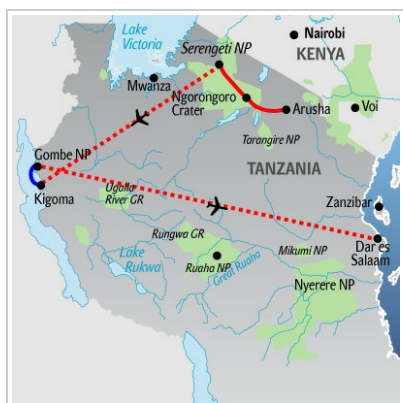 Lake
Victoria
Serengeti NP
Nairobi
KENYA
Mwanza
Ngorongoro
Crater
Arusha
Voi
Tarangire NP
Gombe NP
TANZANIA
Kigoma
Ugalla
River GR
Zanzibar
Rungwa GR
Dar es
Salaam
Mikumi NP
Lake
Rukwa
Ruaha NP
Great Ruaha
Nyerere NP